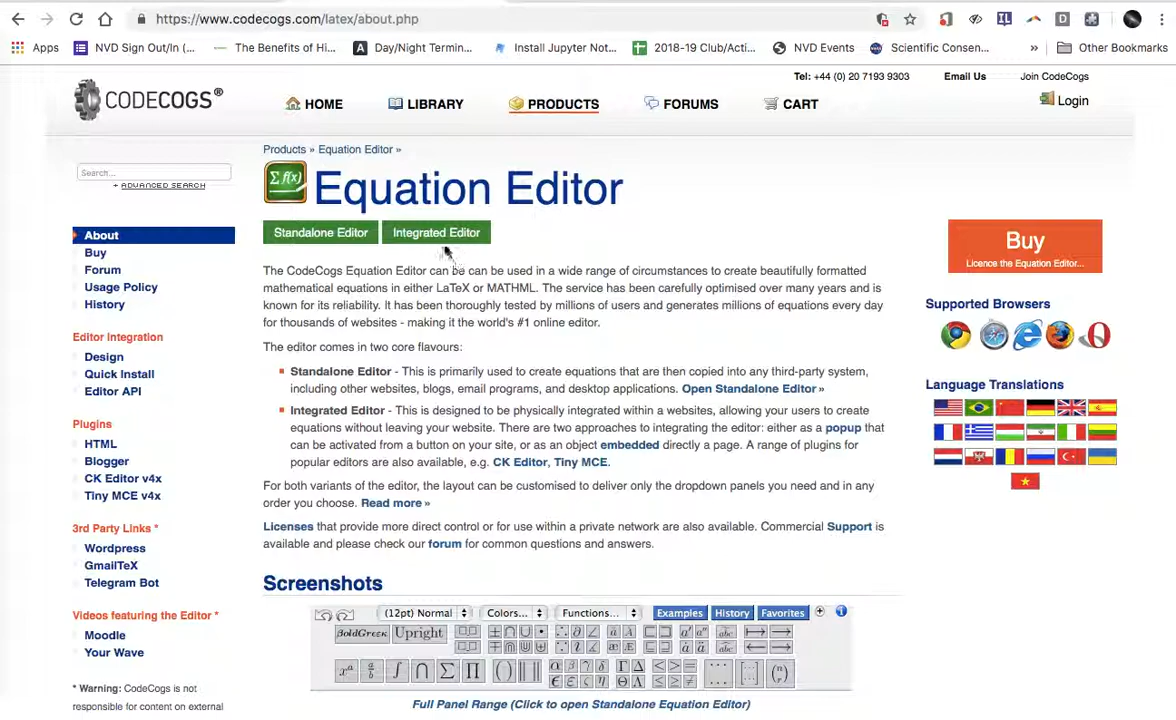 https://www.codecogs.com/latex/about.php
Apps
NVD Sign Out/In (...
The Benefits of Hi...
Day/Night Termin...
Install Jupyter Not...
2018-19 Club/Acti...
NVD Events
Scientific Consen...
»
Other Bookmarks
Tel: +44 (0) 20 7193 9303
Email Us
Join CodeCogs
CODECOGS®
HOME
LIBRARY
PRODUCTS
FORUMS
CART
Login
Search...
+ ADVANCED SEARCH
About
Buy
Forum
Usage Policy
History
Editor Integration
Design
Quick Install
Editor API
Plugins
HTML
Blogger
CK Editor v4x
Tiny MCE v4x
3rd Party Links *
Wordpress
GmailTeX
Telegram Bot
Videos featuring the Editor *
Moodle
Your Wave
* Warning: CodeCogs is not
responsible for content on external
Products » Equation Editor »
Σ f(x)
Equation Editor
Standalone Editor
Integrated Editor
The CodeCogs Equation Editor can be can be used in a wide range of circumstances to create beautifully formatted
mathematical equations in either LaTeX or MATHML. The service has been carefully optimised over many years and is
known for its reliability. It has been thoroughly tested by millions of users and generates millions of equations every day
for thousands of websites - making it the world's #1 online editor.
The editor comes in two core flavours:
Standalone Editor - This is primarily used to create equations that are then copied into any third-party system,
including other websites, blogs, email programs, and desktop applications. Open Standalone Editor »
Integrated Editor - This is designed to be physically integrated within a websites, allowing your users to create
equations without leaving your website. There are two approaches to integrating the editor: either as a popup that
can be activated from a button on your site, or as an object embedded directly a page. A range of plugins for
popular editors are also available, e.g. CK Editor, Tiny MCE.
For both variants of the editor, the layout can be customised to deliver only the dropdown panels you need and in any
order you choose. Read more »
Licenses that provide more direct control or for use within a private network are also available. Commercial Support is
available and please check our forum for common questions and answers.
Screenshots
(12pt) Normal
Colors...
Functions...
Examples
History
Favorites
BoldGreek
Upright
Full Panel Range (Click to open Standalone Equation Editor)
Buy
Licence the Equation Editor...
Supported Browsers
Language Translations